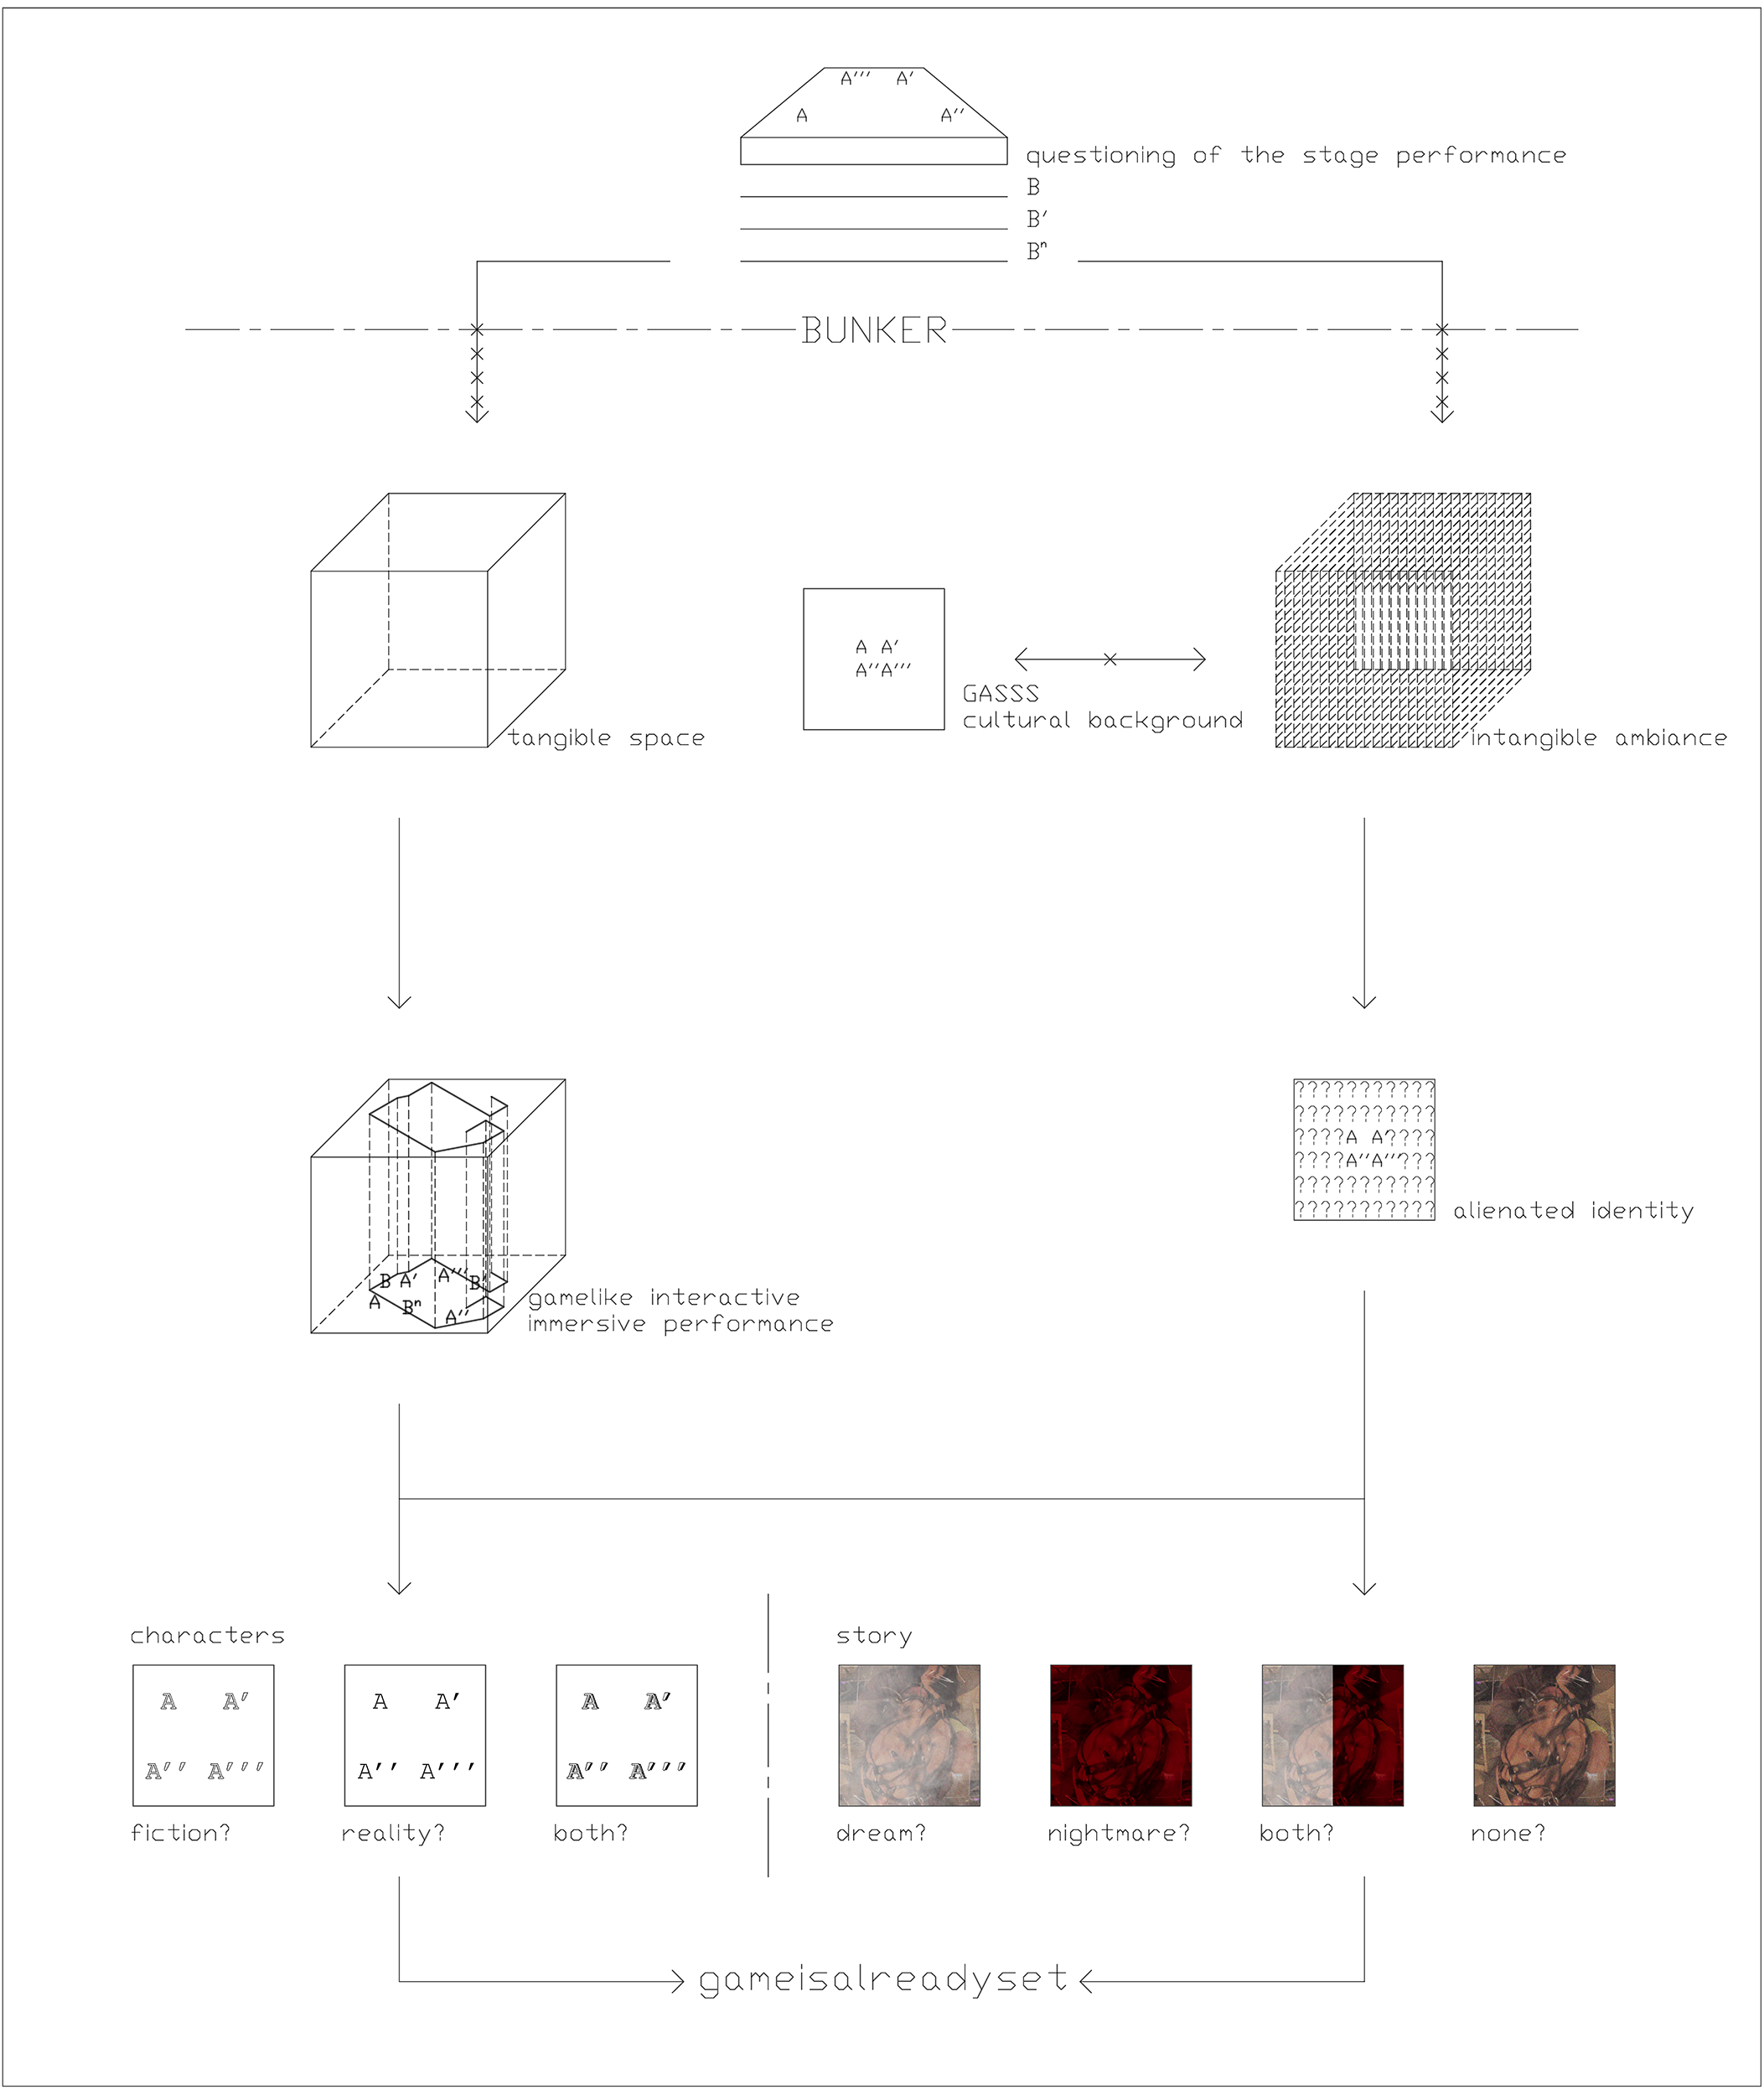 A''' A'
A A''
questioning of the stage performance
B
B'
Bⁿ
BUNKER
A A'
A''A'''
GASSS
cultural background
tangible space
intangible ambiance
???????????
???????????
????A A'????
????A''A'''???
???????????
???????????
alienated identity
B A' A''' B'
A Bⁿ A''
gamelike interactive
immersive performance
characters
story
A A'
A'' A'''
A A'
A'' A'''
A A'
A'' A'''
fiction?
reality?
both?
dream?
nightmare?
both?
none?
gameisalreadyset